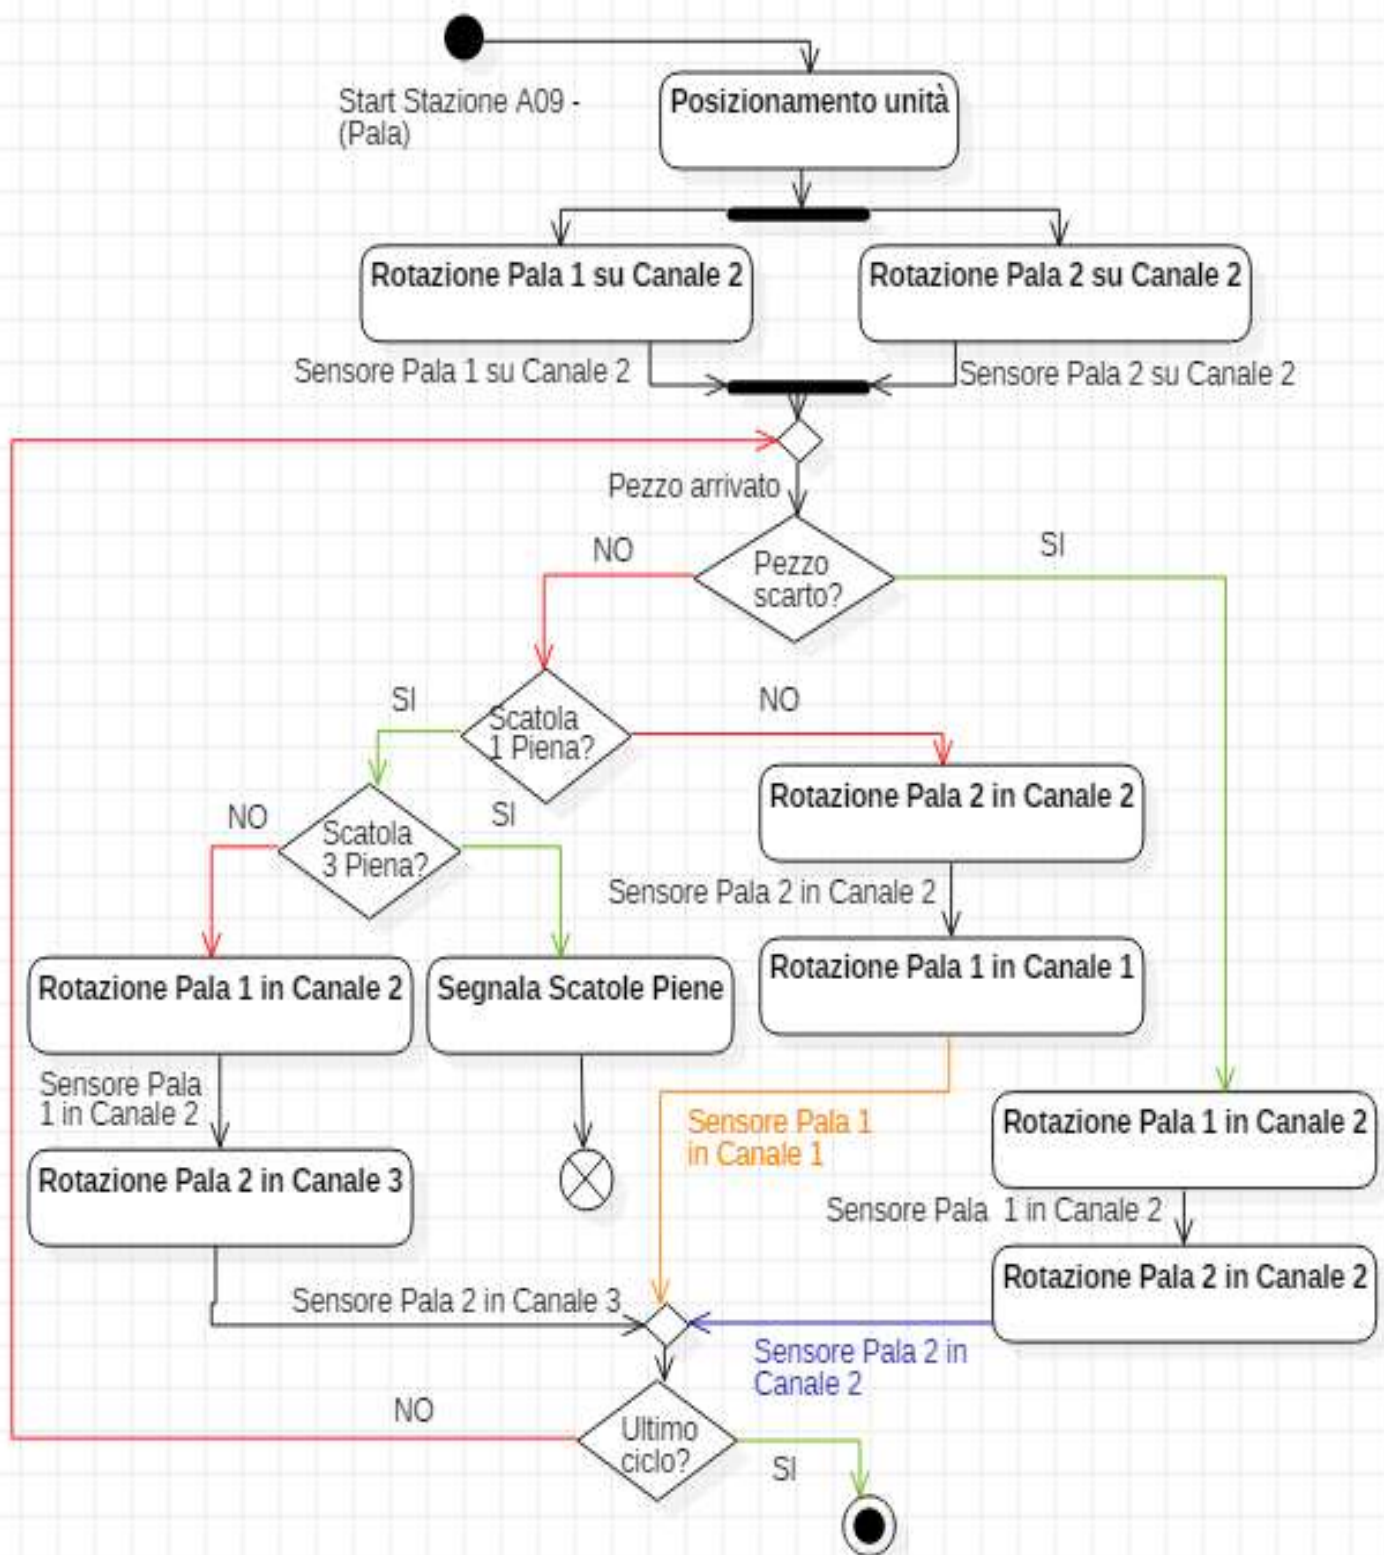 Start Stazione A09 -
(Pala)
Posizionamento unità
Rotazione Pala 1 su Canale 2
Rotazione Pala 2 su Canale 2
Sensore Pala 1 su Canale 2
Sensore Pala 2 su Canale 2
Pezzo arrivato
NO
SI
Pezzo
scarto?
SI
NO
Scatola
1 Piena?
NO
SI
Scatola
3 Piena?
Rotazione Pala 2 in Canale 2
Sensore Pala 2 in Canale 2
Rotazione Pala 1 in Canale 2
Segnala Scatole Piene
Rotazione Pala 1 in Canale 1
Sensore Pala
1 in Canale 2
Sensore Pala 1
in Canale 1
Rotazione Pala 1 in Canale 2
Rotazione Pala 2 in Canale 3
Sensore Pala  1 in Canale 2
Rotazione Pala 2 in Canale 2
Sensore Pala 2 in Canale 3
Sensore Pala 2 in
Canale 2
NO
Ultimo
ciclo?
SI